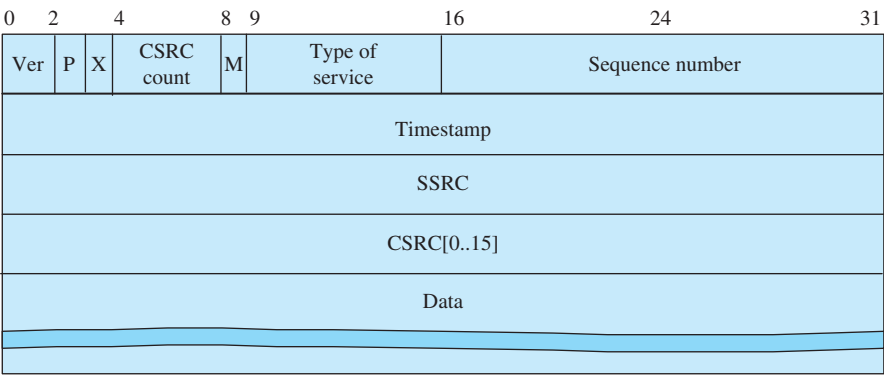 0 2 4 8 9 16 24 31
Ver P X CSRC count M Type of service Sequence number
Timestamp
SSRC
CSRC[0..15]
Data